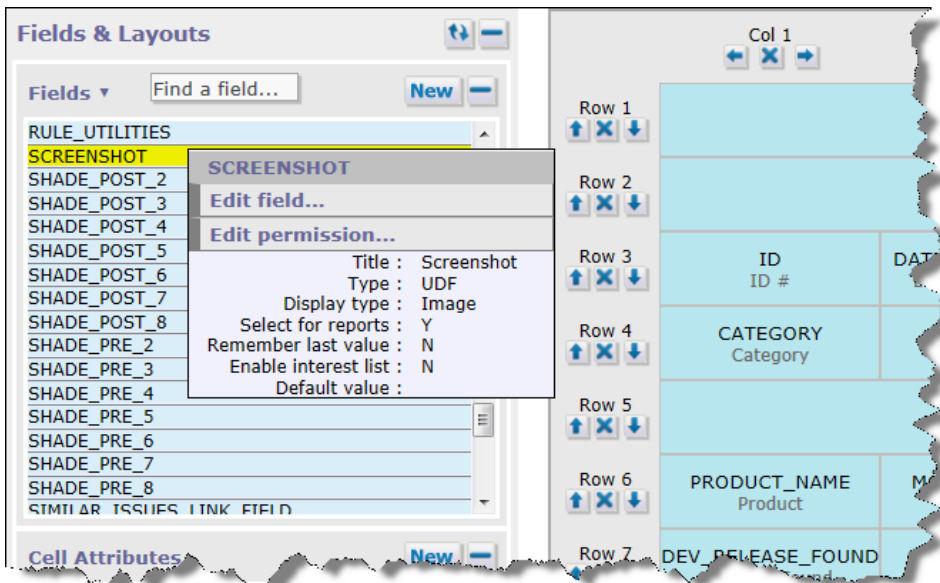 Fields & Layouts
Fields ▼ Find a field... New
RULE_UTILITIES
SCREENSHOT
SHADE_POST_2
SHADE_POST_3
SHADE_POST_4
SHADE_POST_5
SHADE_POST_6
SHADE_POST_7
SHADE_POST_8
SHADE_PRE_2
SHADE_PRE_3
SHADE_PRE_4
SHADE_PRE_5
SHADE_PRE_6
SHADE_PRE_7
SHADE_PRE_8
SIMILAR_ISSUES_LINK_FIELD
SCREENSHOT
Edit field...
Edit permission...
Title : Screenshot
Type : UDF
Display type : Image
Select for reports : Y
Remember last value : N
Enable interest list : N
Default value :
Cell Attributes New
Col 1
Row 1
Row 2
Row 3
ID
ID #
Row 4
CATEGORY
Category
Row 5
Row 6
PRODUCT_NAME
Product
Row 7
DEV_RELEASE_FOUND